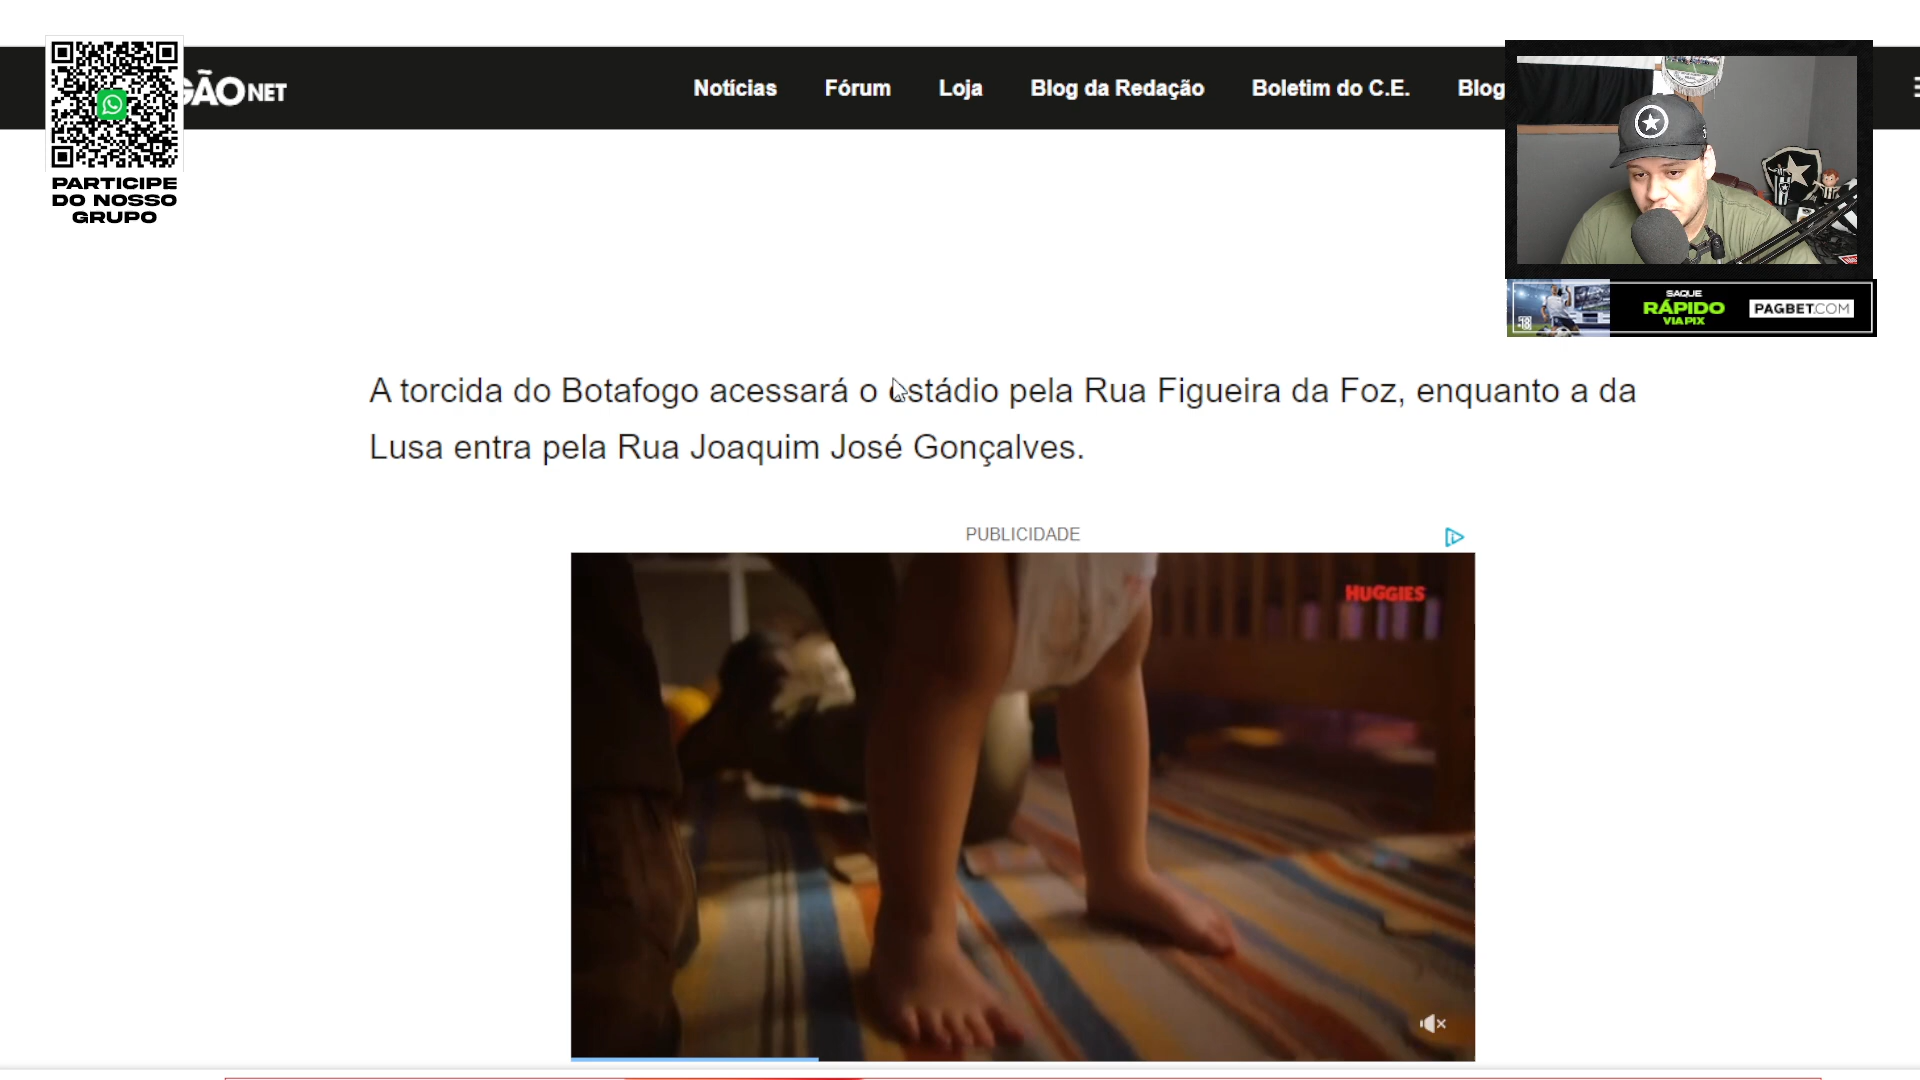 GÃO NET
Notícias Fórum Loja Blog da Redação Boletim do C.E. Blog
PARTICIPE
DO NOSSO
GRUPO
SAQUE
RÁPIDO
VIA PIX
PAGBET.COM
A torcida do Botafogo acessará o estádio pela Rua Figueira da Foz, enquanto a da
Lusa entra pela Rua Joaquim José Gonçalves.
PUBLICIDADE
HUGGIES